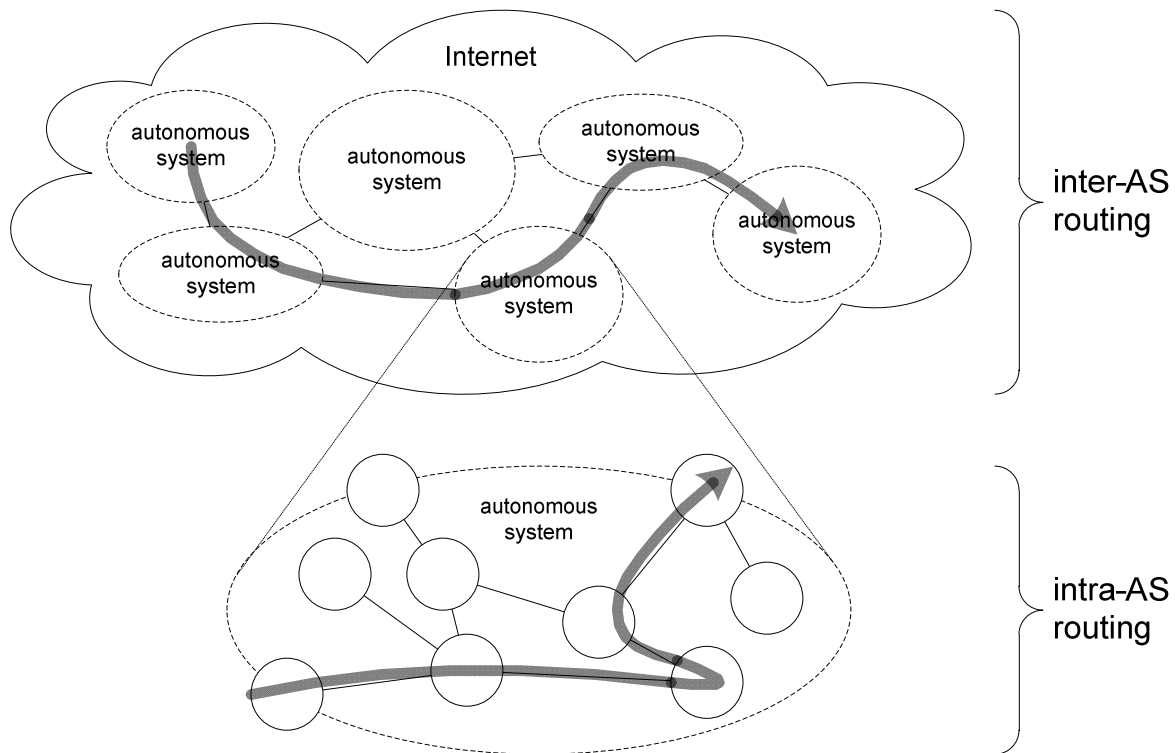 Internet
autonomous
system
autonomous
system
autonomous
system
autonomous
system
autonomous
system
autonomous
system
inter-AS
routing
autonomous
system
intra-AS
routing